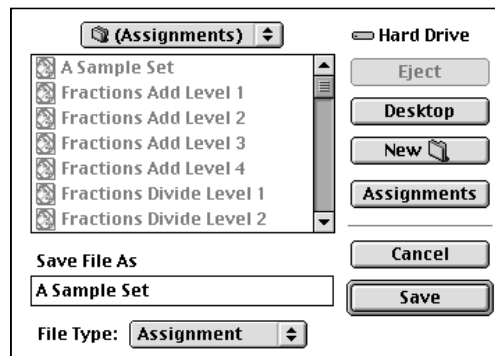 (Assignments)
A Sample Set
Fractions Add Level 1
Fractions Add Level 2
Fractions Add Level 3
Fractions Add Level 4
Fractions Divide Level 1
Fractions Divide Level 2
Save File As
A Sample Set
File Type: Assignment
Hard Drive
Eject
Desktop
New
Assignments
Cancel
Save